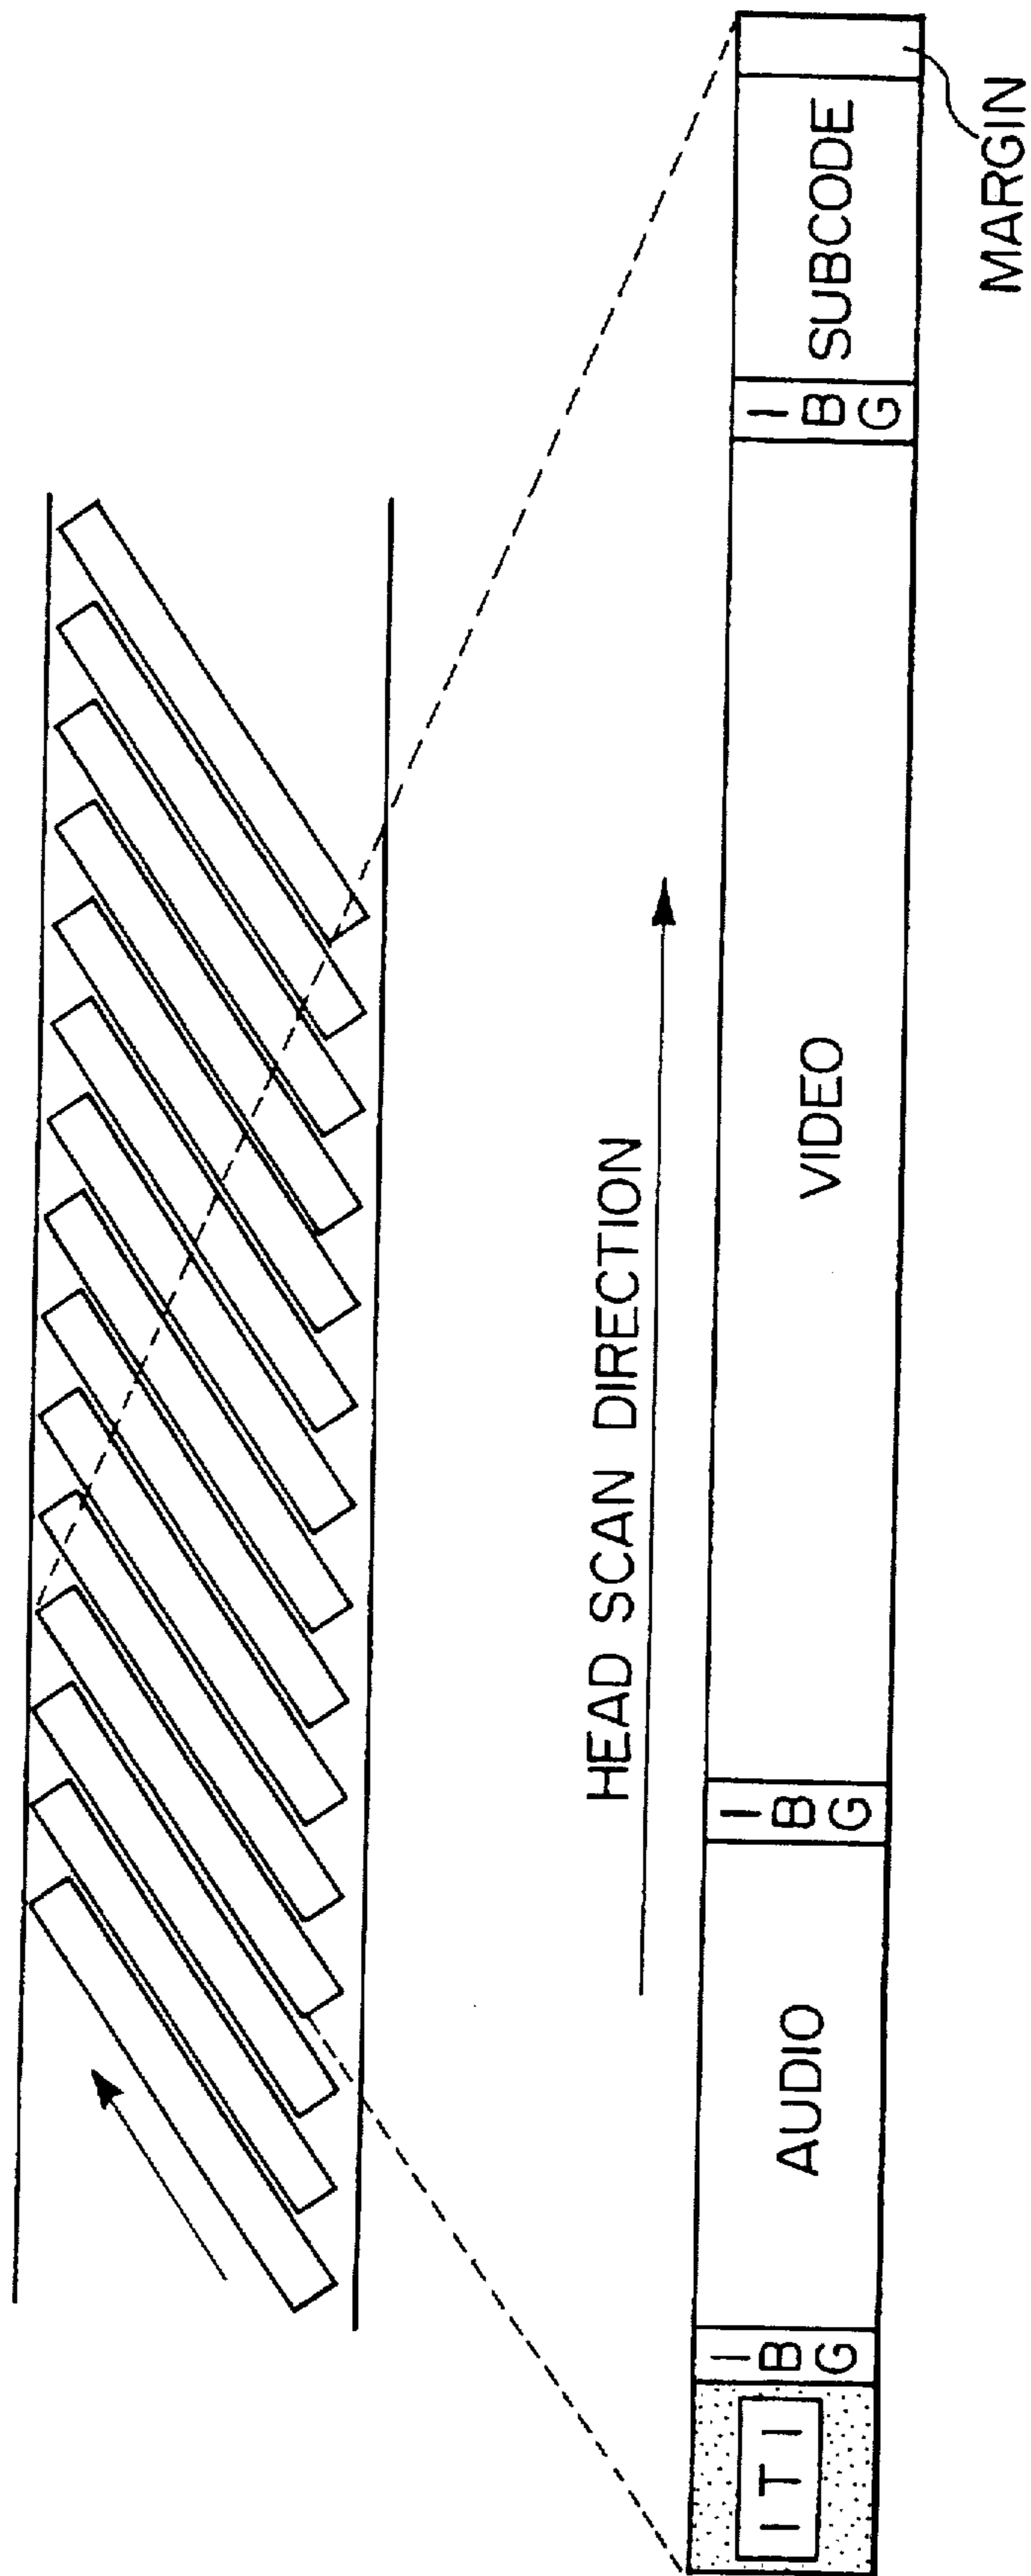 HEAD SCAN DIRECTION
ITI
IBG
AUDIO
IBG
VIDEO
IBG
SUBCODE
MARGIN